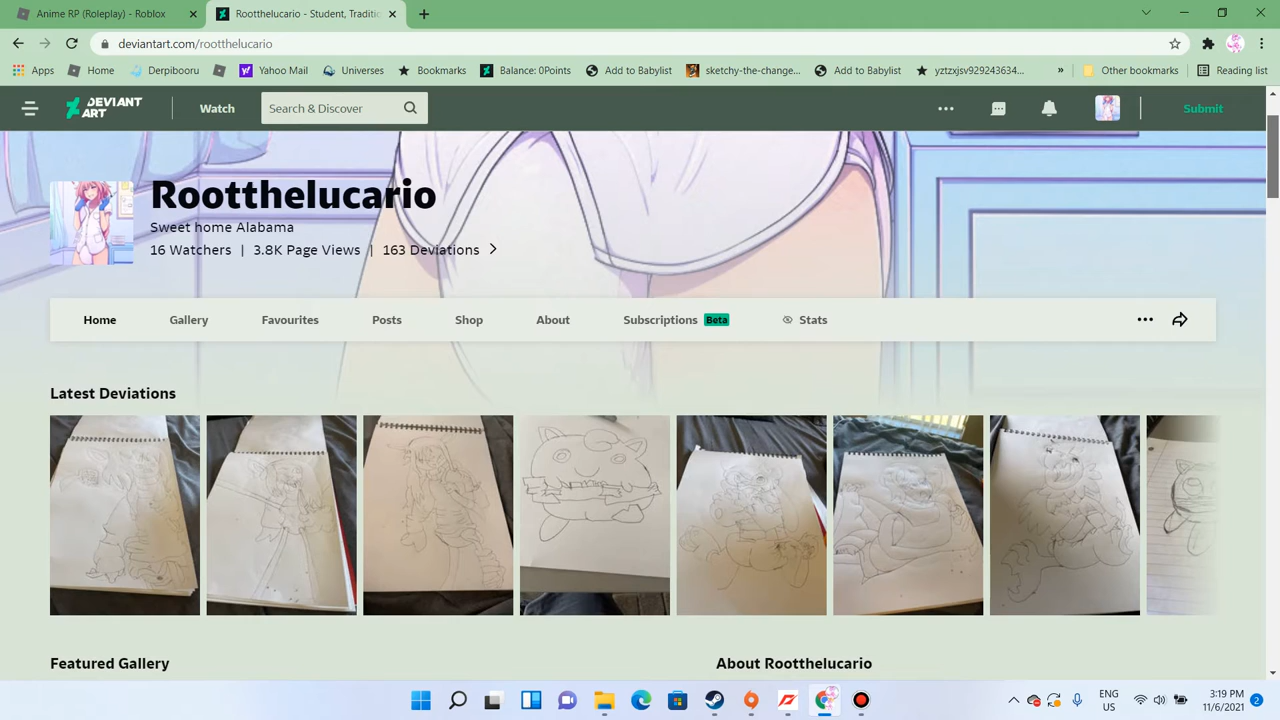 Anime RP (Roleplay) - Roblox
Rootthelucario - Student, Traditio
deviantart.com/rootthelucario
Apps Home Derpibooru Yahoo Mail Universes Bookmarks Balance: 0Points Add to Babylist sketchy-the-change... Add to Babylist yztzxjsv929243634... » Other bookmarks Reading list
DEVIANT ART
Watch
Search & Discover
Submit
Rootthelucario
Sweet home Alabama
16 Watchers | 3.8K Page Views | 163 Deviations
Home Gallery Favourites Posts Shop About Subscriptions Beta Stats
Latest Deviations
Featured Gallery
About Rootthelucario
ENG US
3:19 PM
11/6/2021
2